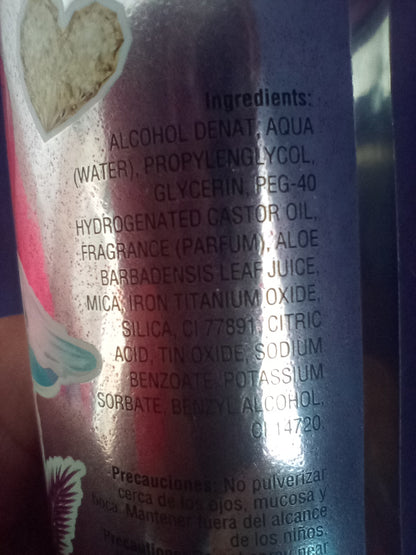 Ingredients:
ALCOHOL DENAT, AQUA
(WATER), PROPYLENGLYCOL,
GLYCERIN, PEG-40
HYDROGENATED CASTOR OIL,
FRAGRANCE (PARFUM), ALOE
BARBADENSIS LEAF JUICE,
MICA, IRON TITANIUM OXIDE,
SILICA, CI 77891, CITRIC
ACID, TIN OXIDE, SODIUM
BENZOATE, POTASSIUM
SORBATE, BENZYL ALCOHOL,
CI 14720.
Precauciones: No pulverizar
cerca de los ojos, mucosa y
boca. Mantener fuera del alcance
de los niños.
near